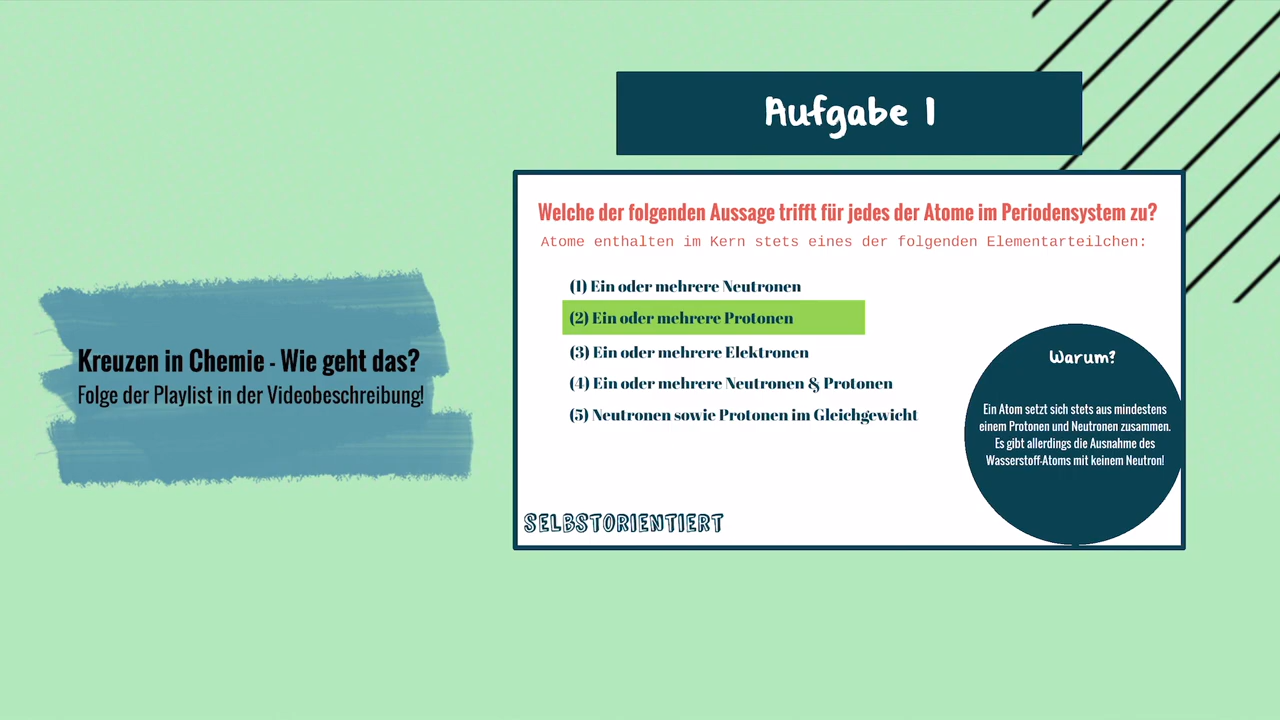 Aufgabe 1
Welche der folgenden Aussage trifft für jedes der Atome im Periodensystem zu?
Atome enthalten im Kern stets eines der folgenden Elementarteilchen:
(1) Ein oder mehrere Neutronen
(2) Ein oder mehrere Protonen
(3) Ein oder mehrere Elektronen
(4) Ein oder mehrere Neutronen & Protonen
(5) Neutronen sowie Protonen im Gleichgewicht
Warum?
Ein Atom setzt sich stets aus mindestens
einem Protonen und Neutronen zusammen.
Es gibt allerdings die Ausnahme des
Wasserstoff-Atoms mit keinem Neutron!
SELBSTORIENTIERT
Kreuzen in Chemie - Wie geht das?
Folge der Playlist in der Videobeschreibung!